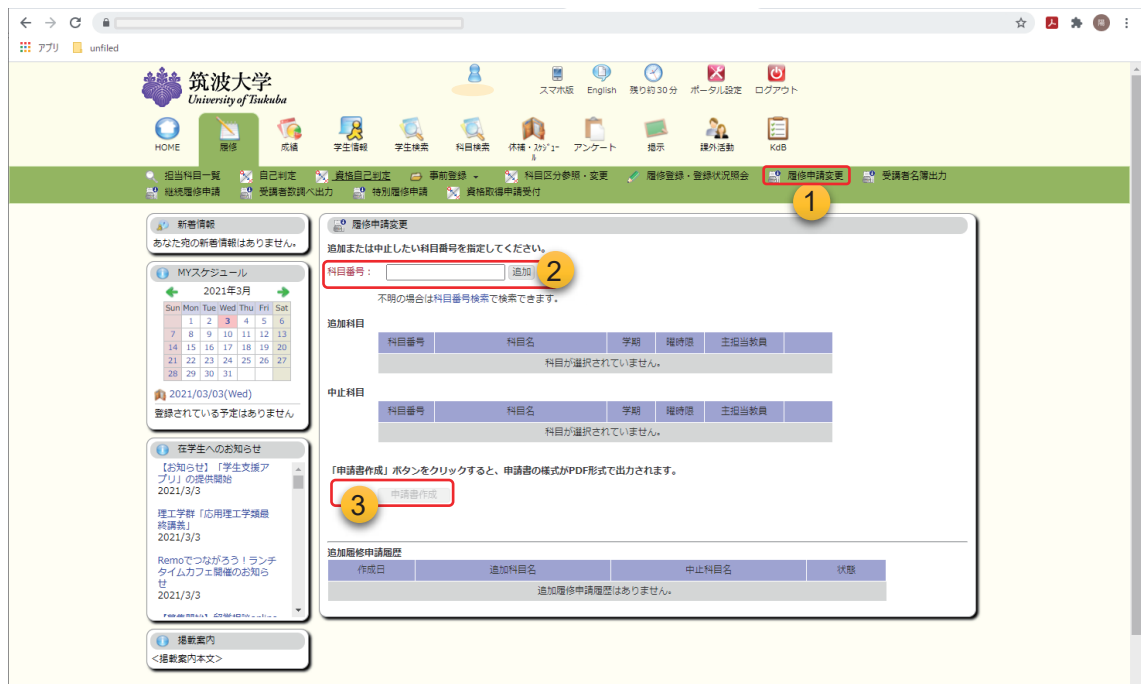 アプリ unfiled
筑波大学
University of Tsukuba
スマホ版 English 残り約30分 ポータル設定 ログアウト
HOME 履修 成績 学生情報 学生検索 科目検索 休補・ｽｹｼﾞｭｰﾙ アンケート 掲示 課外活動 KdB
担当科目一覧 自己判定 資格自己判定 事前登録 科目区分参照・変更 履修登録・登録状況照会 履修申請変更 受講者名簿出力
継続履修申請 受講者数調べ出力 特別履修申請 資格取得申請受付
1
新着情報
あなた宛の新着情報はありません。
MYスケジュール
2021年3月
Sun Mon Tue Wed Thu Fri Sat
1 2 3 4 5 6
7 8 9 10 11 12 13
14 15 16 17 18 19 20
21 22 23 24 25 26 27
28 29 30 31
2021/03/03(Wed)
登録されている予定はありません
在学生へのお知らせ
【お知らせ】「学生支援ア
プリ」の提供開始
2021/3/3
理工学群「応用理工学類最
終講義」
2021/3/3
Remoでつながろう！ランチ
タイムカフェ開催のお知ら
せ
2021/3/3
掲載案内
<掲載案内本文>
履修申請変更
追加または中止したい科目番号を指定してください。
科目番号： 追加 2
不明の場合は科目番号検索で検索できます。
追加科目
科目番号 科目名 学期 曜時限 主担当教員
科目が選択されていません。
中止科目
科目番号 科目名 学期 曜時限 主担当教員
科目が選択されていません。
「申請書作成」ボタンをクリックすると、申請書の様式がPDF形式で出力されます。
3 申請書作成
追加履修申請履歴
作成日 追加科目名 中止科目名 状態
追加履修申請履歴はありません。